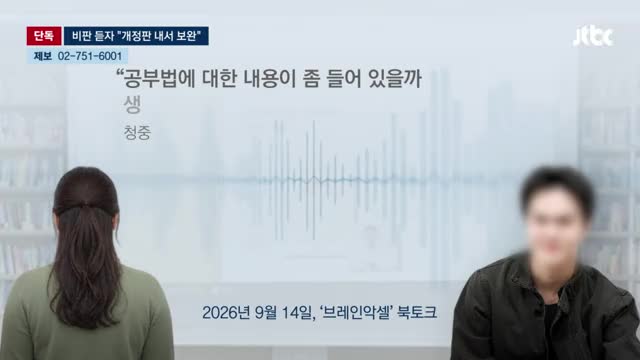 단독 비판 듣자 "개정판 내서 보완"
jtbc
제보 02-751-6001
“공부법에 대한 내용이 좀 들어 있을까
생
청중
2026년 9월 14일, ‘브레인악셀’ 북토크